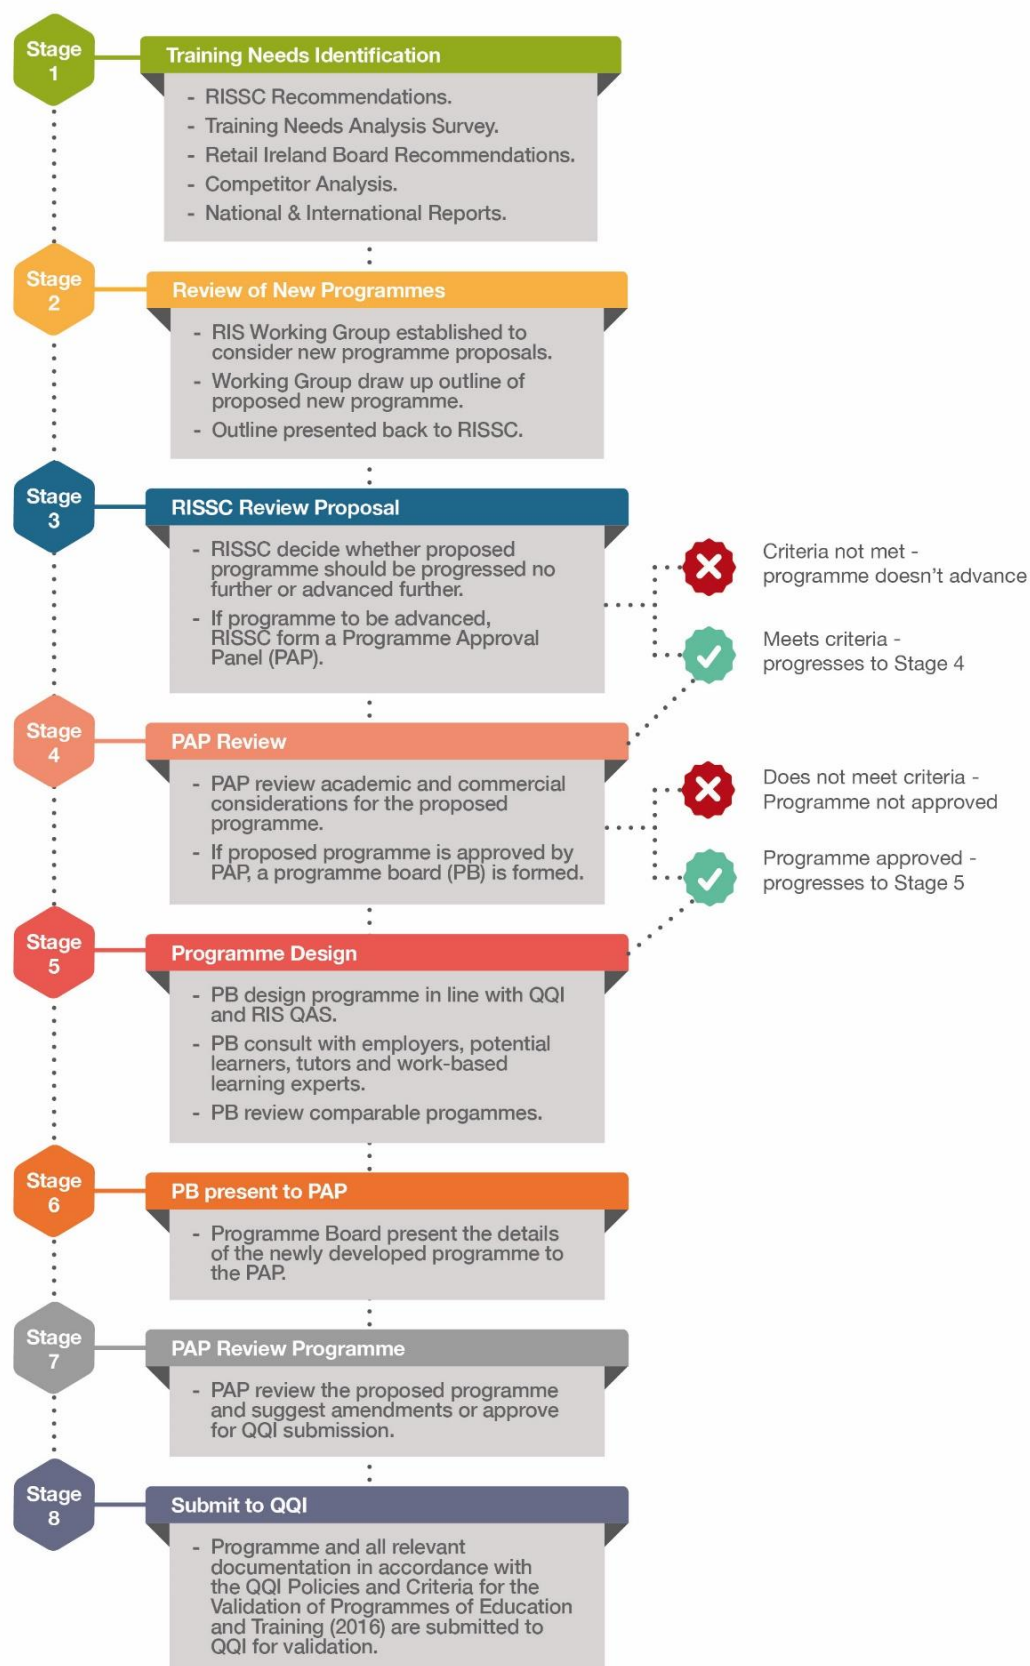 Stage
1
Training Needs Identification
- RISSC Recommendations.
- Training Needs Analysis Survey.
- Retail Ireland Board Recommendations.
- Competitor Analysis.
- National & International Reports.
Stage
2
Review of New Programmes
- RIS Working Group established to
consider new programme proposals.
- Working Group draw up outline of
proposed new programme.
- Outline presented back to RISSC.
Stage
3
RISSC Review Proposal
- RISSC decide whether proposed
programme should be progressed no
further or advanced further.
- If programme to be advanced,
RISSC form a Programme Approval
Panel (PAP).
Criteria not met -
programme doesn't advance
Meets criteria -
progresses to Stage 4
Stage
4
PAP Review
- PAP review academic and commercial
considerations for the proposed
programme.
- If proposed programme is approved by
PAP, a programme board (PB) is formed.
Does not meet criteria -
Programme not approved
Programme approved -
progresses to Stage 5
Stage
5
Programme Design
- PB design programme in line with QQI
and RIS QAS.
- PB consult with employers, potential
learners, tutors and work-based
learning experts.
- PB review comparable progammes.
Stage
6
PB present to PAP
- Programme Board present the details
of the newly developed programme to
the PAP.
Stage
7
PAP Review Programme
- PAP review the proposed programme
and suggest amendments or approve
for QQI submission.
Stage
8
Submit to QQI
- Programme and all relevant
documentation in accordance with
the QQI Policies and Criteria for the
Validation of Programmes of Education
and Training (2016) are submitted to
QQI for validation.